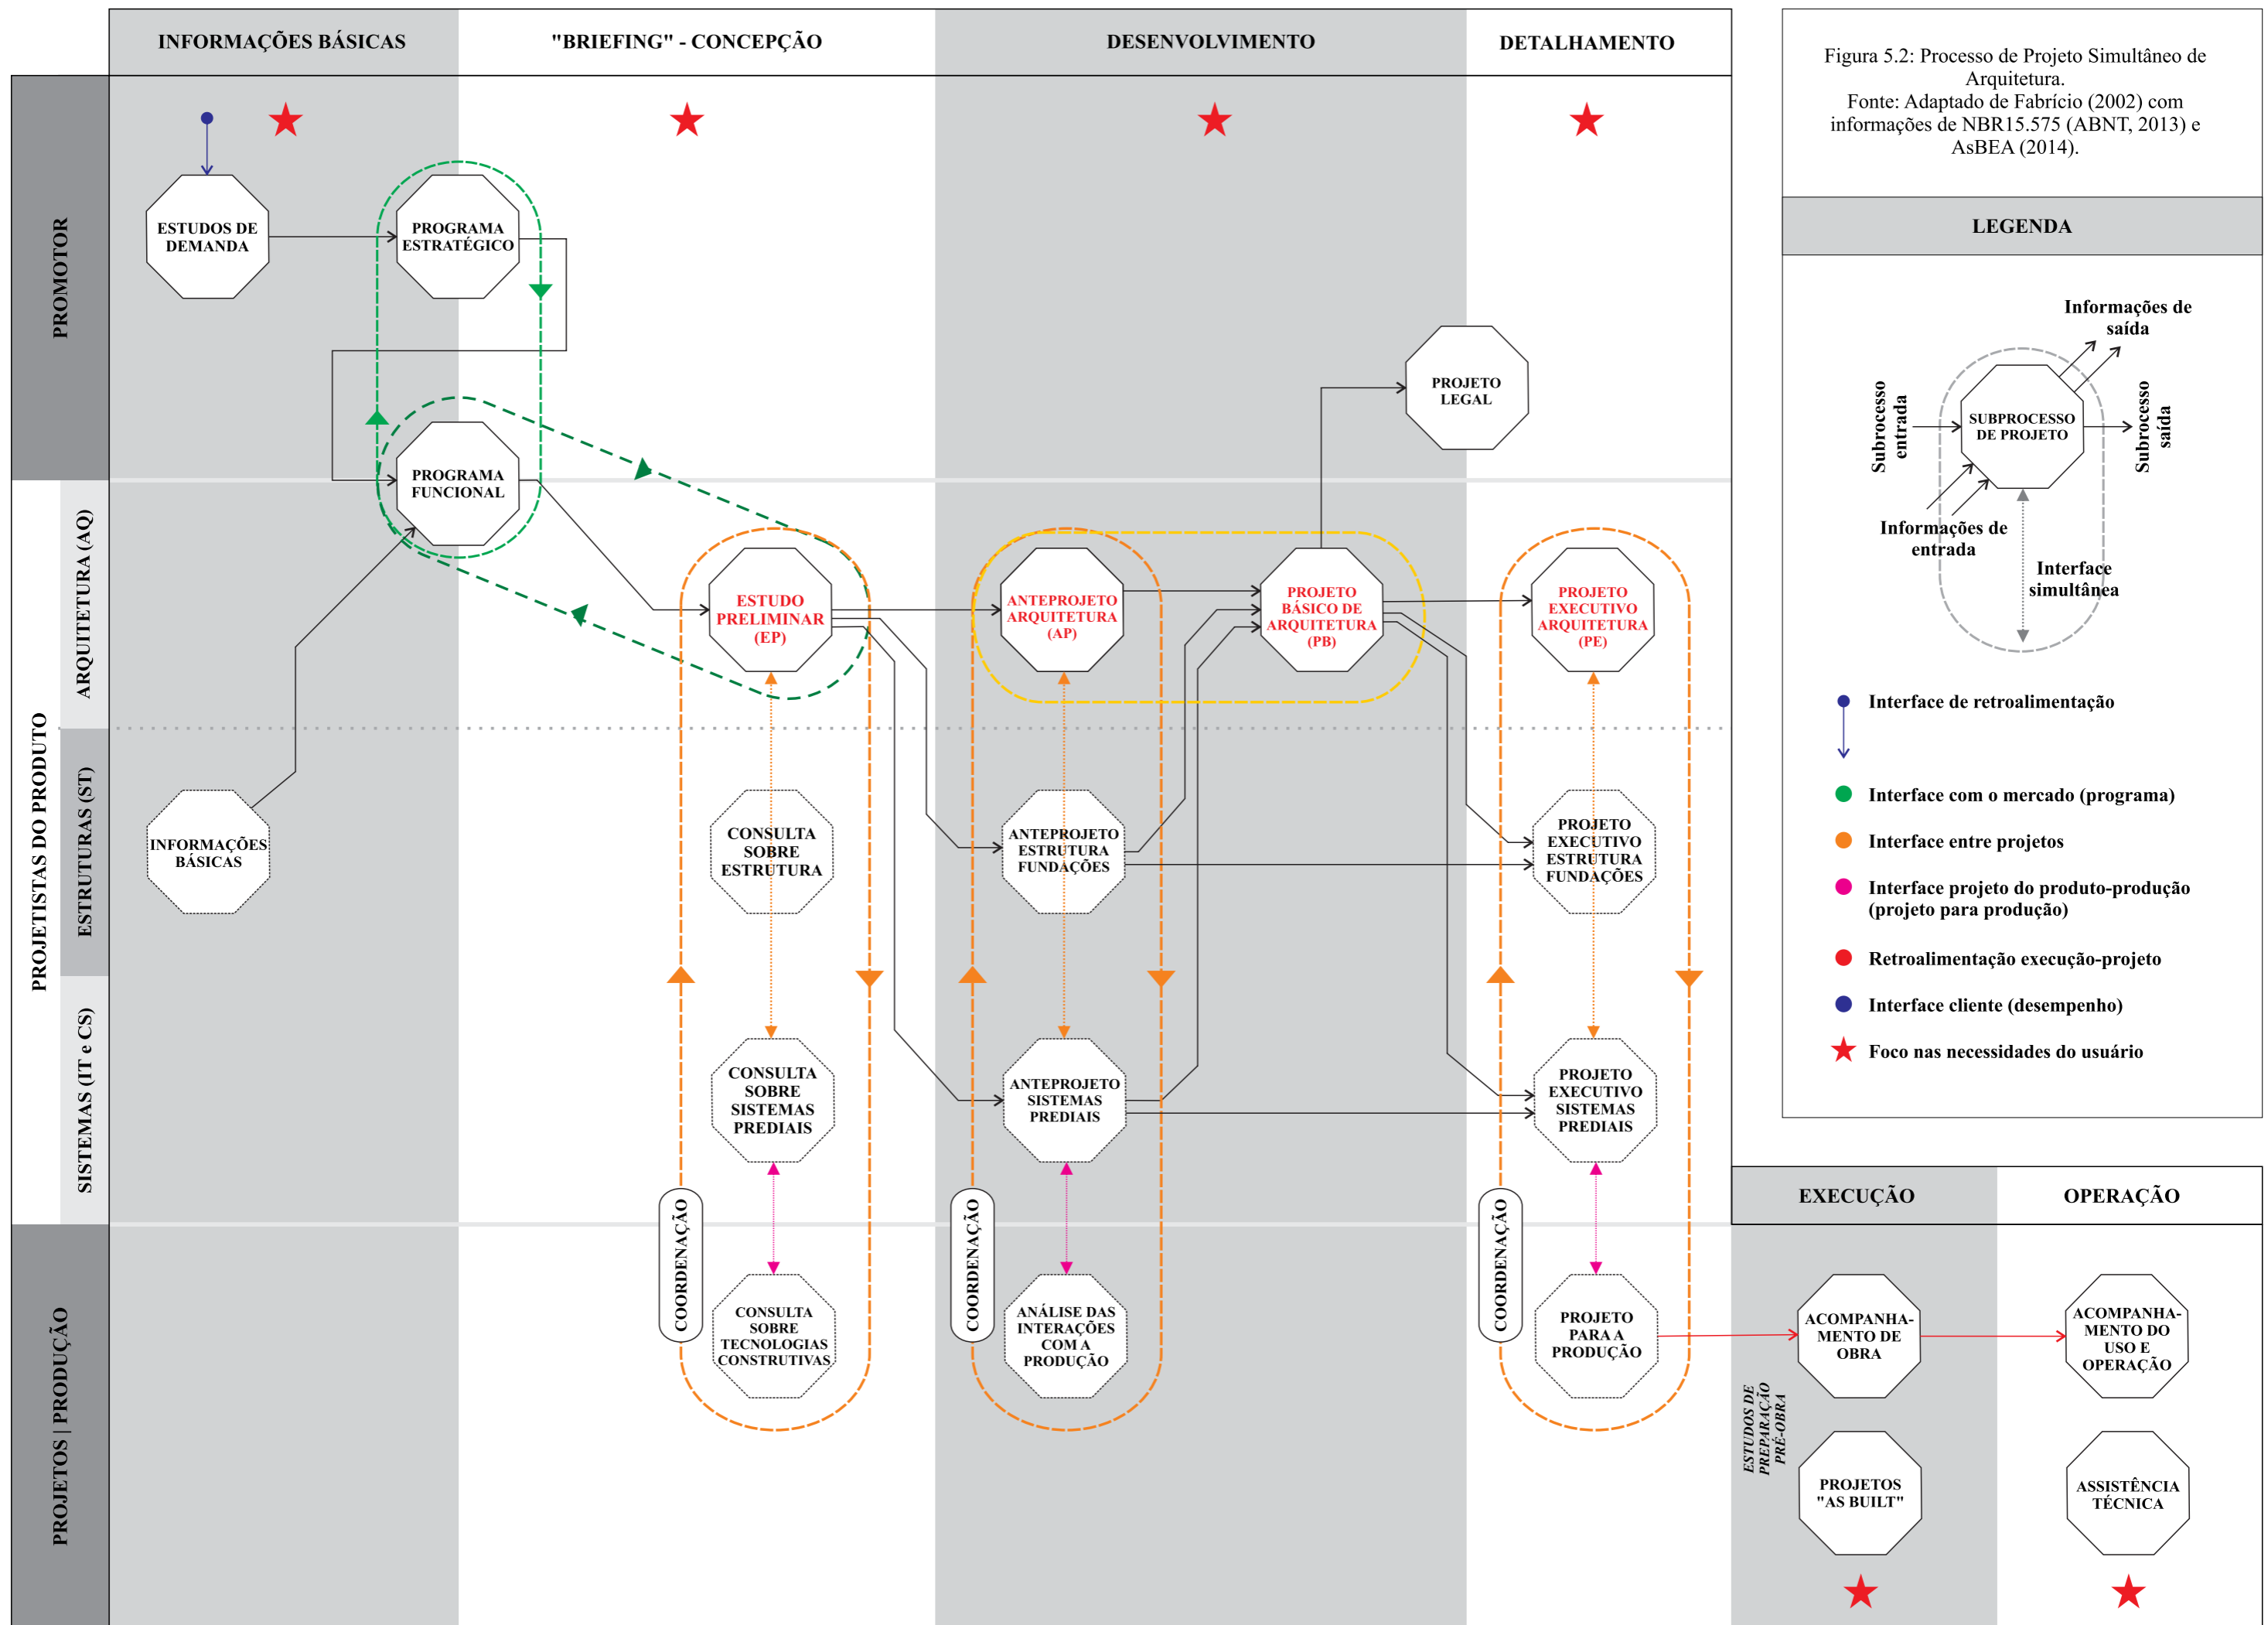 INFORMAÇÕES BÁSICAS
"BRIEFING" - CONCEPÇÃO
DESENVOLVIMENTO
DETALHAMENTO
PROMOTOR
PROJETISTAS DO PRODUTO
ARQUITETURA (AQ)
ESTRUTURAS (ST)
SISTEMAS (IT e CS)
PROJETOS | PRODUÇÃO
ESTUDOS DE
DEMANDA
PROGRAMA
ESTRATÉGICO
PROJETO
LEGAL
PROGRAMA
FUNCIONAL
ESTUDO
PRELIMINAR
(EP)
ANTEPROJETO
ARQUITETURA
(AP)
PROJETO
BÁSICO DE
ARQUITETURA
(PB)
PROJETO
EXECUTIVO
ARQUITETURA
(PE)
INFORMAÇÕES
BÁSICAS
CONSULTA
SOBRE
ESTRUTURA
ANTEPROJETO
ESTRUTURA
FUNDAÇÕES
PROJETO
EXECUTIVO
ESTRUTURA
FUNDAÇÕES
CONSULTA
SOBRE
SISTEMAS
PREDIAIS
ANTEPROJETO
SISTEMAS
PREDIAIS
PROJETO
EXECUTIVO
SISTEMAS
PREDIAIS
COORDENAÇÃO
COORDENAÇÃO
COORDENAÇÃO
CONSULTA
SOBRE
TECNOLOGIAS
CONSTRUTIVAS
ANÁLISE DAS
INTERAÇÕES
COM A
PRODUÇÃO
PROJETO
PARA A
PRODUÇÃO
Figura 5.2: Processo de Projeto Simultâneo de
Arquitetura.
Fonte: Adaptado de Fabrício (2002) com
informações de NBR15.575 (ABNT, 2013) e
AsBEA (2014).
LEGENDA
Informações de
saída
Subrocesso
entrada
SUBPROCESSO
DE PROJETO
Subrocesso
saída
Informações de
entrada
Interface
simultânea
Interface de retroalimentação
Interface com o mercado (programa)
Interface entre projetos
Interface projeto do produto-produção
(projeto para produção)
Retroalimentação execução-projeto
Interface cliente (desempenho)
Foco nas necessidades do usuário
EXECUÇÃO
OPERAÇÃO
ACOMPANHA-
MENTO DE
OBRA
ACOMPANHA-
MENTO DO
USO E
OPERAÇÃO
ESTUDOS DE
PREPARAÇÃO
PRÉ-OBRA
PROJETOS
"AS BUILT"
ASSISTÊNCIA
TÉCNICA